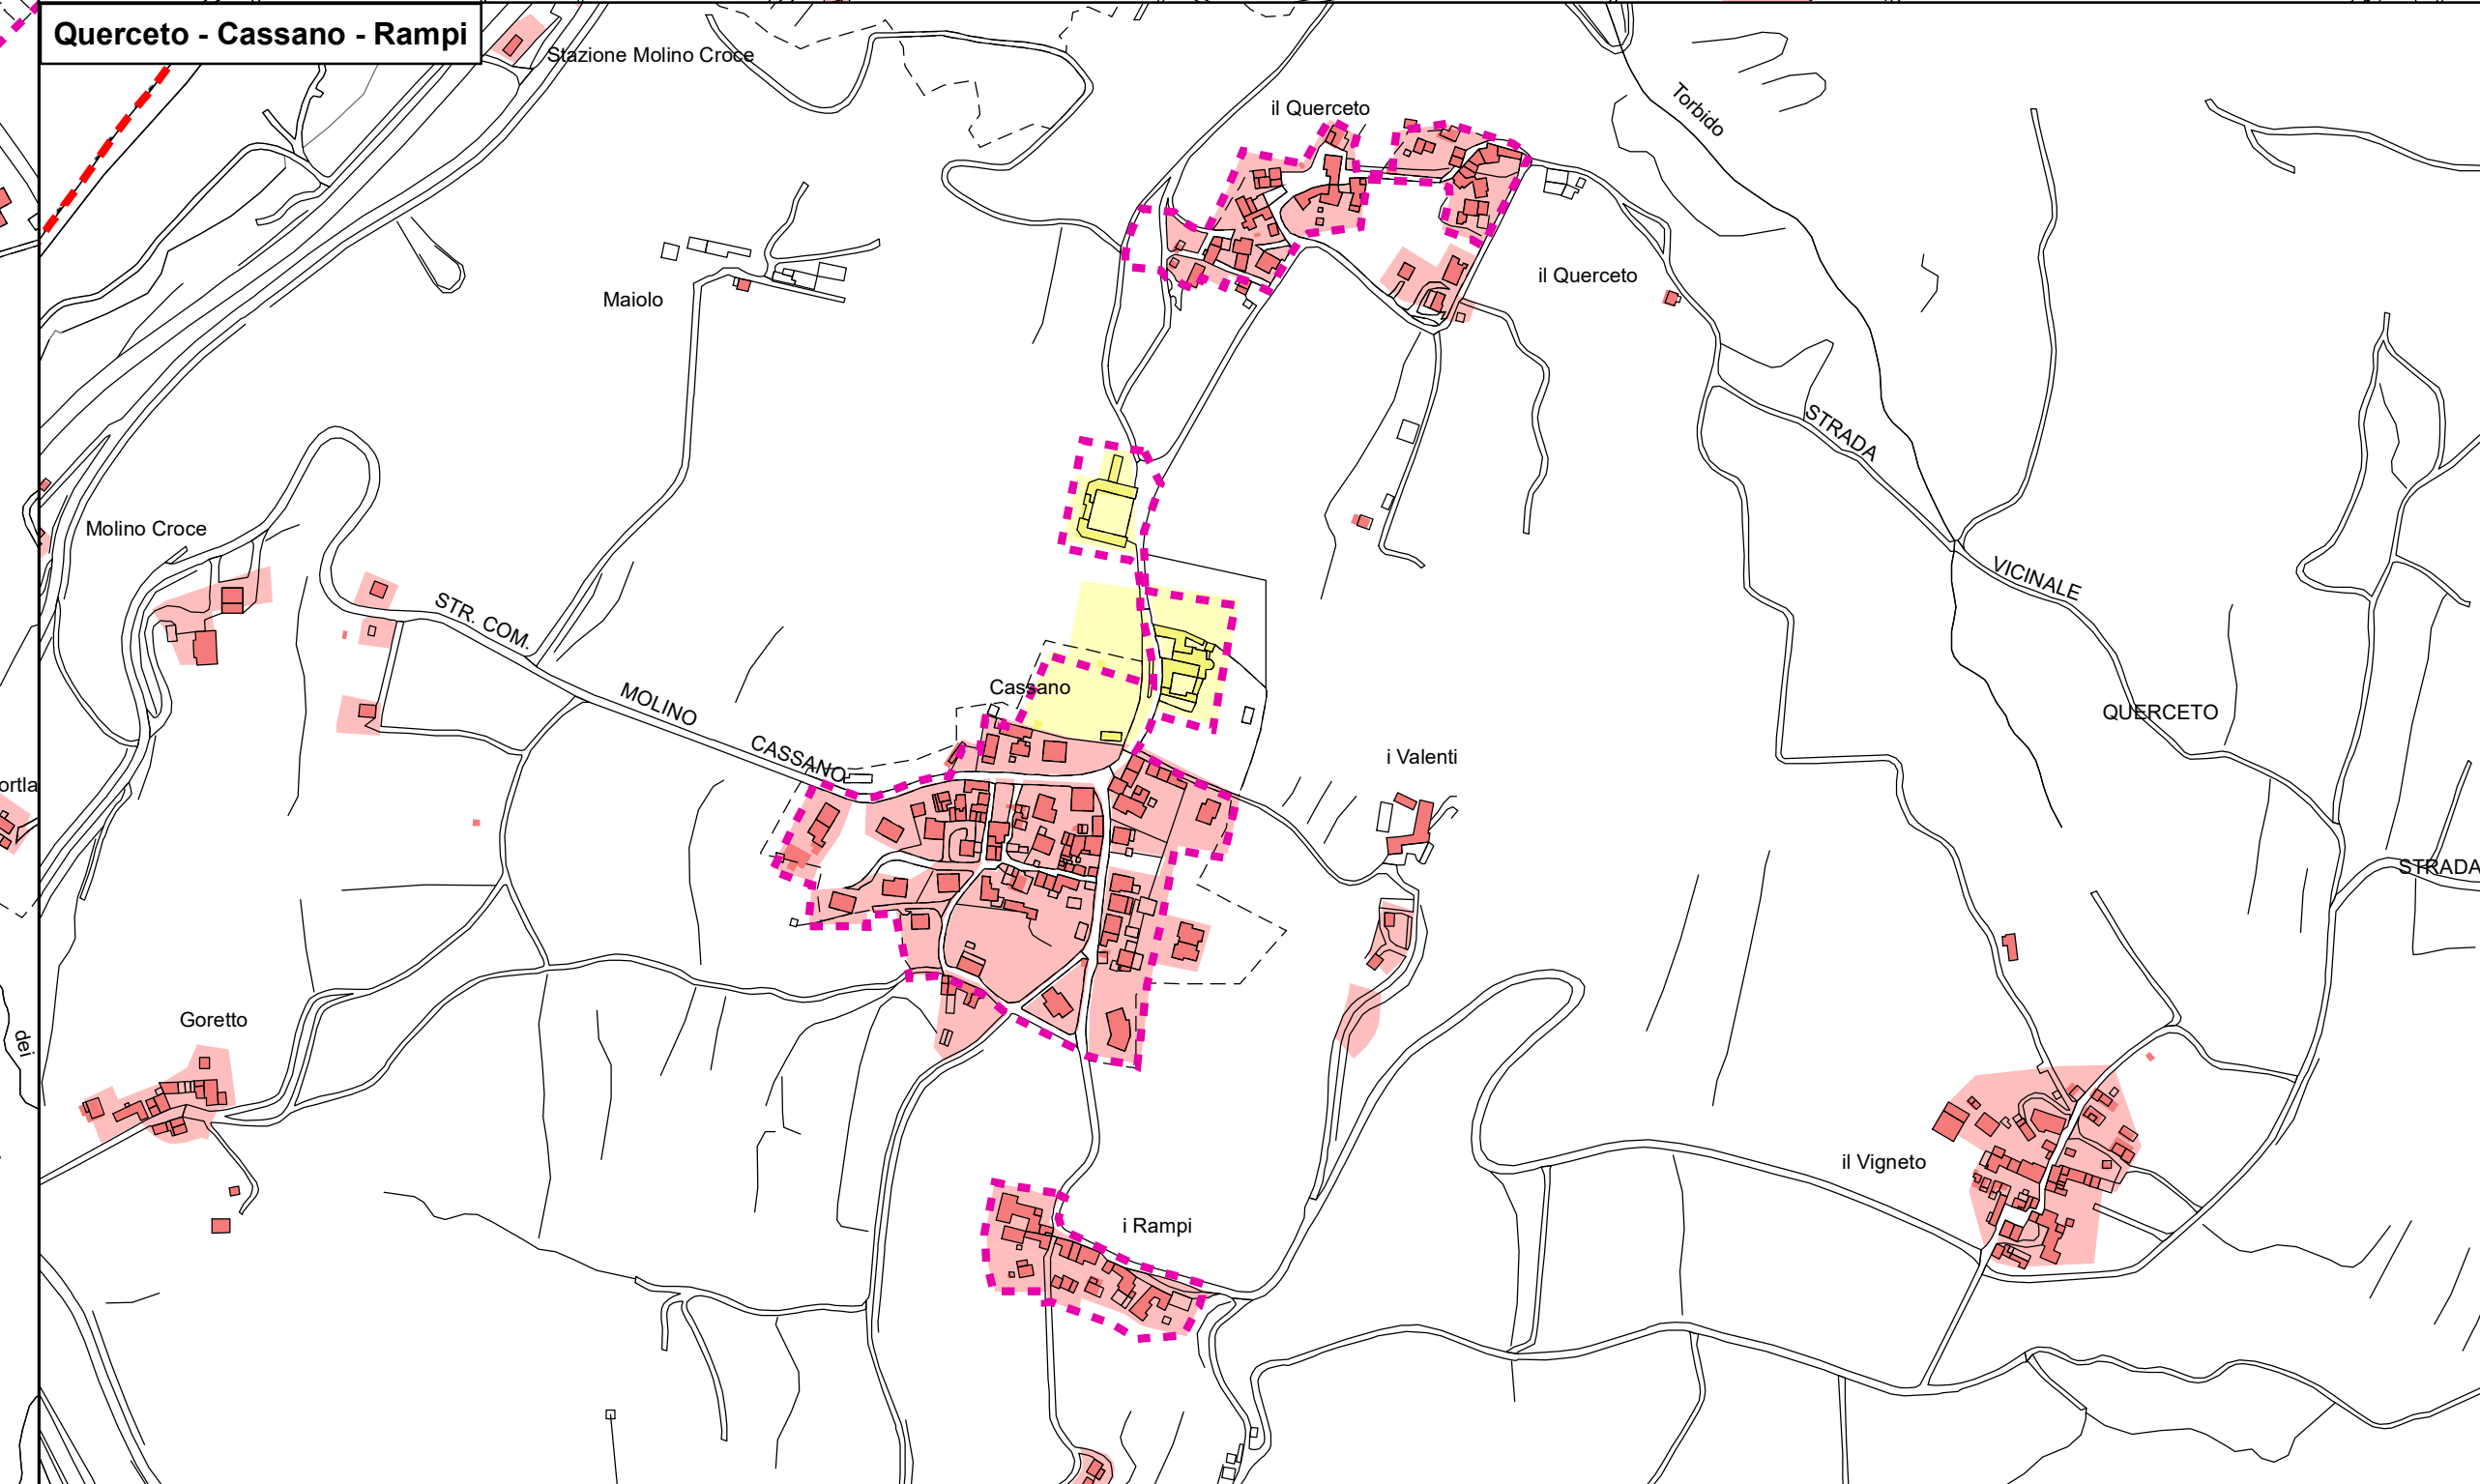 Querceto - Cassano - Rampi
Stazione Molino Croce
il Querceto
Torbido
il Querceto
Maiolo
STRADA
Molino Croce
VICINALE
STR. COM.
MOLINO
Cassano
QUERCETO
CASSANO
i Valenti
ortla
STRADA
Goretto
dei
il Vigneto
i Rampi